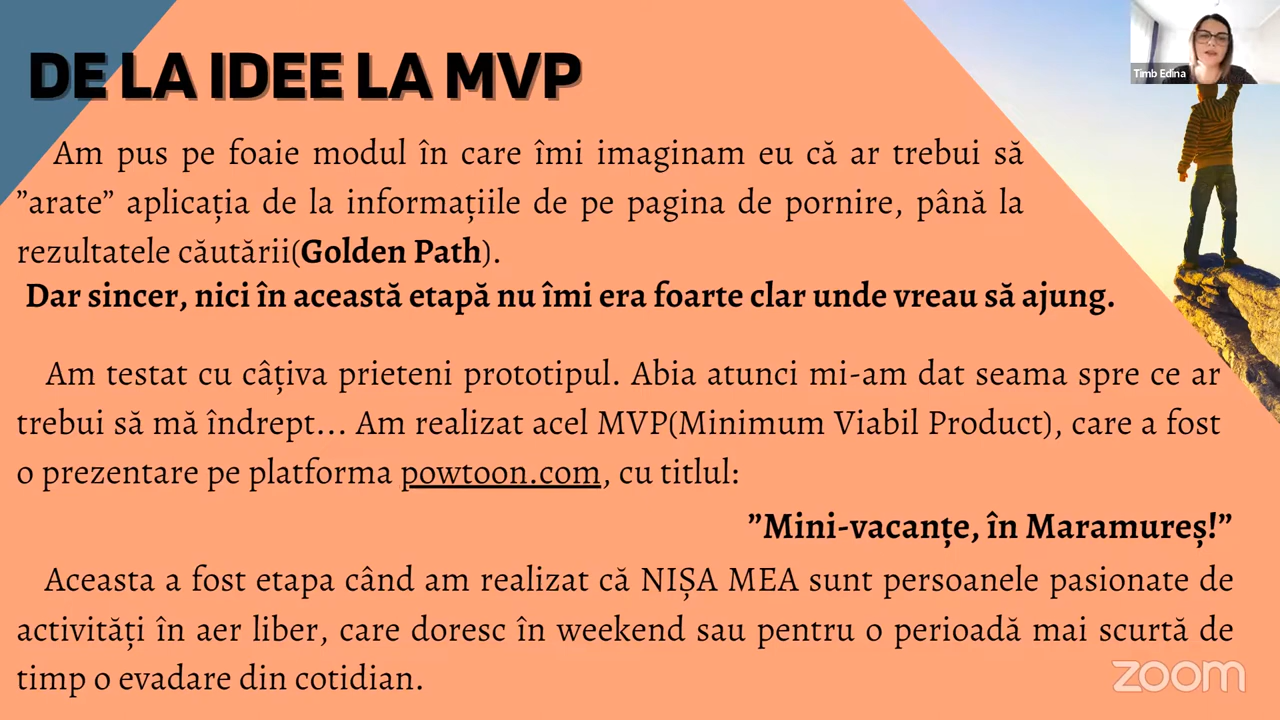 Timb Edina
DE LA IDEE LA MVP
Am pus pe foaie modul în care îmi imaginam eu că ar trebui să
”arate” aplicația de la informațiile de pe pagina de pornire, până la
rezultatele căutării(Golden Path).
Dar sincer, nici în această etapă nu îmi era foarte clar unde vreau să ajung.
Am testat cu câțiva prieteni prototipul. Abia atunci mi-am dat seama spre ce ar
trebui să mă îndrept... Am realizat acel MVP(Minimum Viabil Product), care a fost
o prezentare pe platforma powtoon.com, cu titlul:
”Mini-vacanțe, în Maramureș!”
Aceasta a fost etapa când am realizat că NIȘA MEA sunt persoanele pasionate de
activități în aer liber, care doresc în weekend sau pentru o perioadă mai scurtă de
timp o evadare din cotidian.
zoom